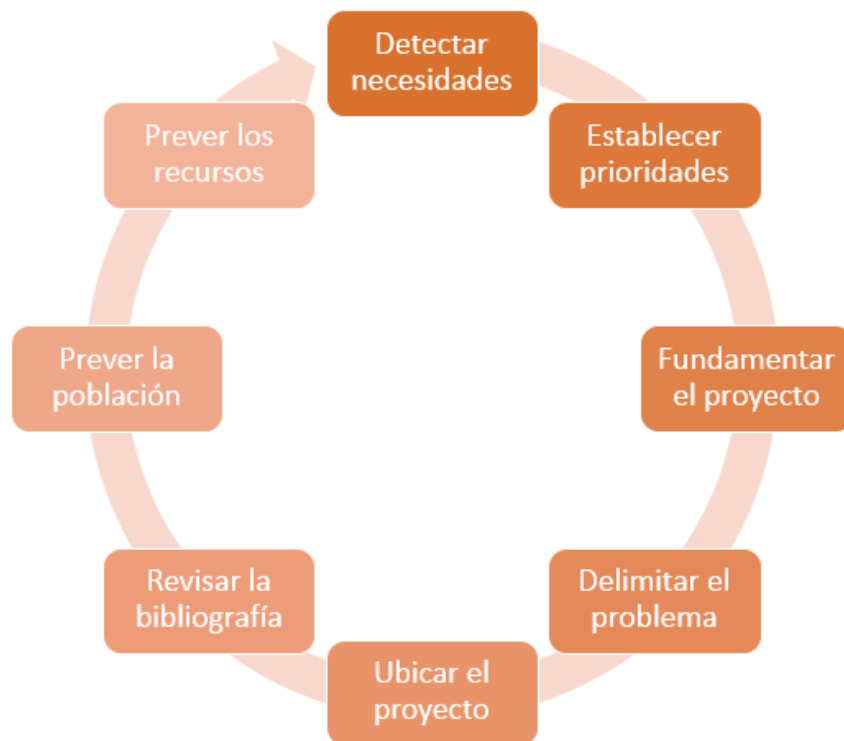 Detectar
necesidades
Establecer
prioridades
Fundamentar
el proyecto
Delimitar el
problema
Ubicar el
proyecto
Revisar la
bibliografía
Prever la
población
Prever los
recursos